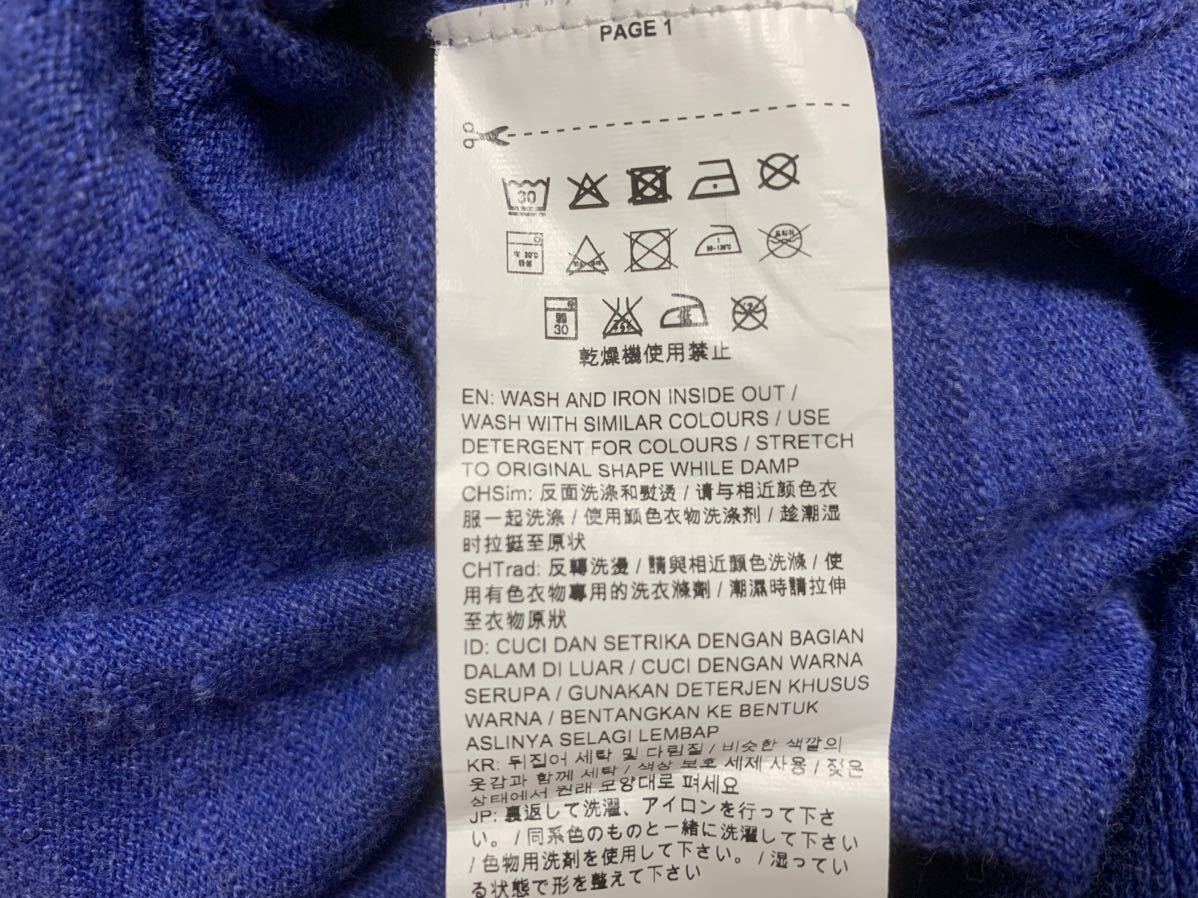 PAGE 1
30
30
乾燥機使用禁止
EN: WASH AND IRON INSIDE OUT /
WASH WITH SIMILAR COLOURS / USE
DETERGENT FOR COLOURS / STRETCH
TO ORIGINAL SHAPE WHILE DAMP
CHSim: 反面洗涤和熨烫 / 请与相近颜色衣
服一起洗涤 / 使用颜色衣物洗涤剂 / 趁潮湿
时拉挺至原状
CHTrad: 反轉洗燙 / 請與相近顏色洗滌 / 使
用有色衣物專用的洗衣滌劑 / 潮濕時請拉伸
至衣物原狀
ID: CUCI DAN SETRIKA DENGAN BAGIAN
DALAM DI LUAR / CUCI DENGAN WARNA
SERUPA / GUNAKAN DETERJEN KHUSUS
WARNA / BENTANGKAN KE BENTUK
ASLINYA SELAGI LEMBAP
KR: 뒤집어 세탁 및 다림질 / 비슷한 색깔의
옷감과 함께 세탁 / 색상 보호 세제 사용 / 젖은
상태에서 원래 모양대로 펴세요
JP: 裏返して洗濯、アイロンを行って下さ
い。 / 同系色のものと一緒に洗濯して下さい
/ 色物用洗剤を使用して下さい。 / 湿ってい
る状態で形を整えて下さい